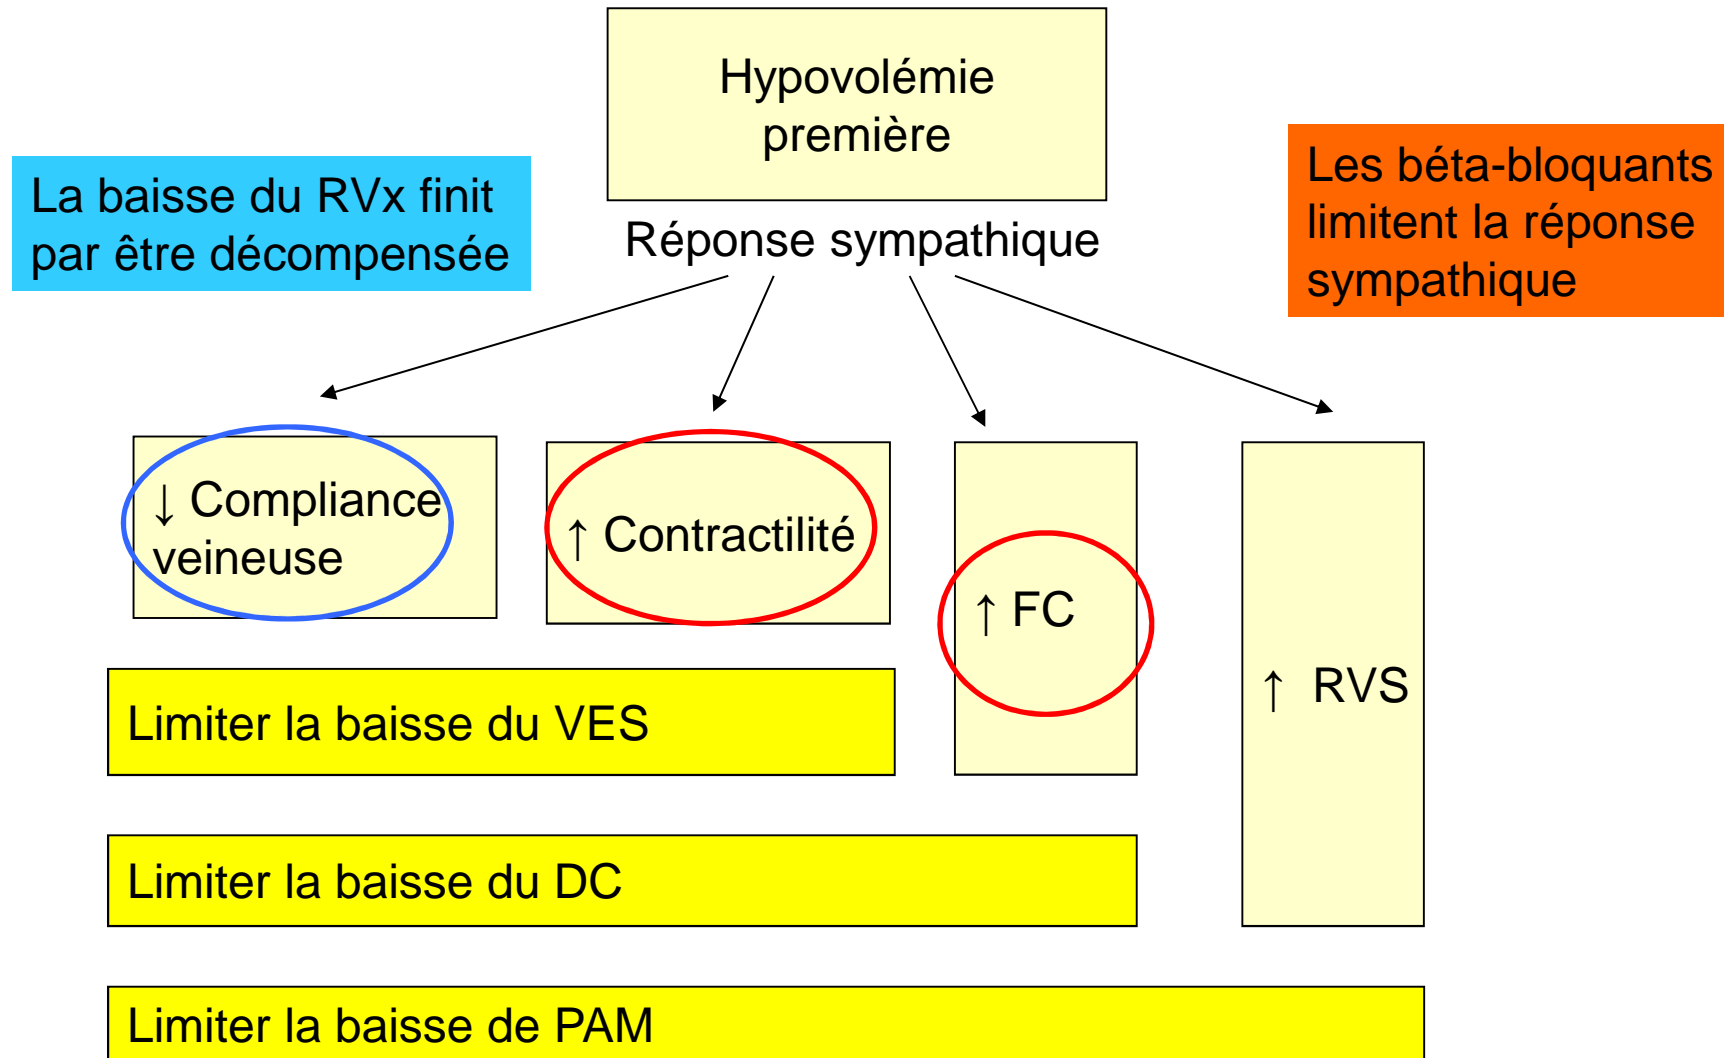 Hypovolémie
première
La baisse du RVx finit
par être décompensée
Les béta-bloquants
limitent la réponse
sympathique
Réponse sympathique
↓ Compliance
veineuse
↑ Contractilité
↑ FC
↑ RVS
Limiter la baisse du VES
Limiter la baisse du DC
Limiter la baisse de PAM